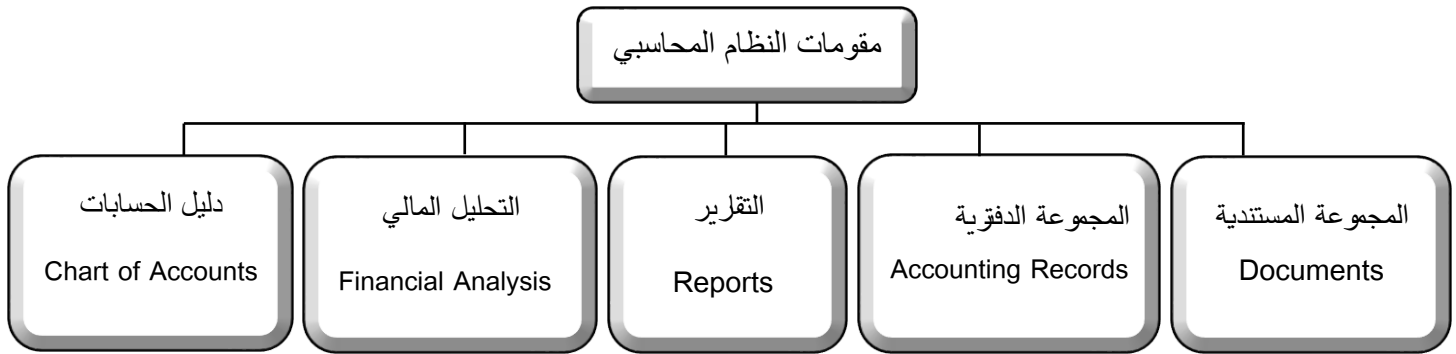 مقومات النظام المحاسبي
المجموعة المستندية
Documents
المجموعة الدفترية
Accounting Records
التقارير
Reports
التحليل المالي
Financial Analysis
دليل الحسابات
Chart of Accounts